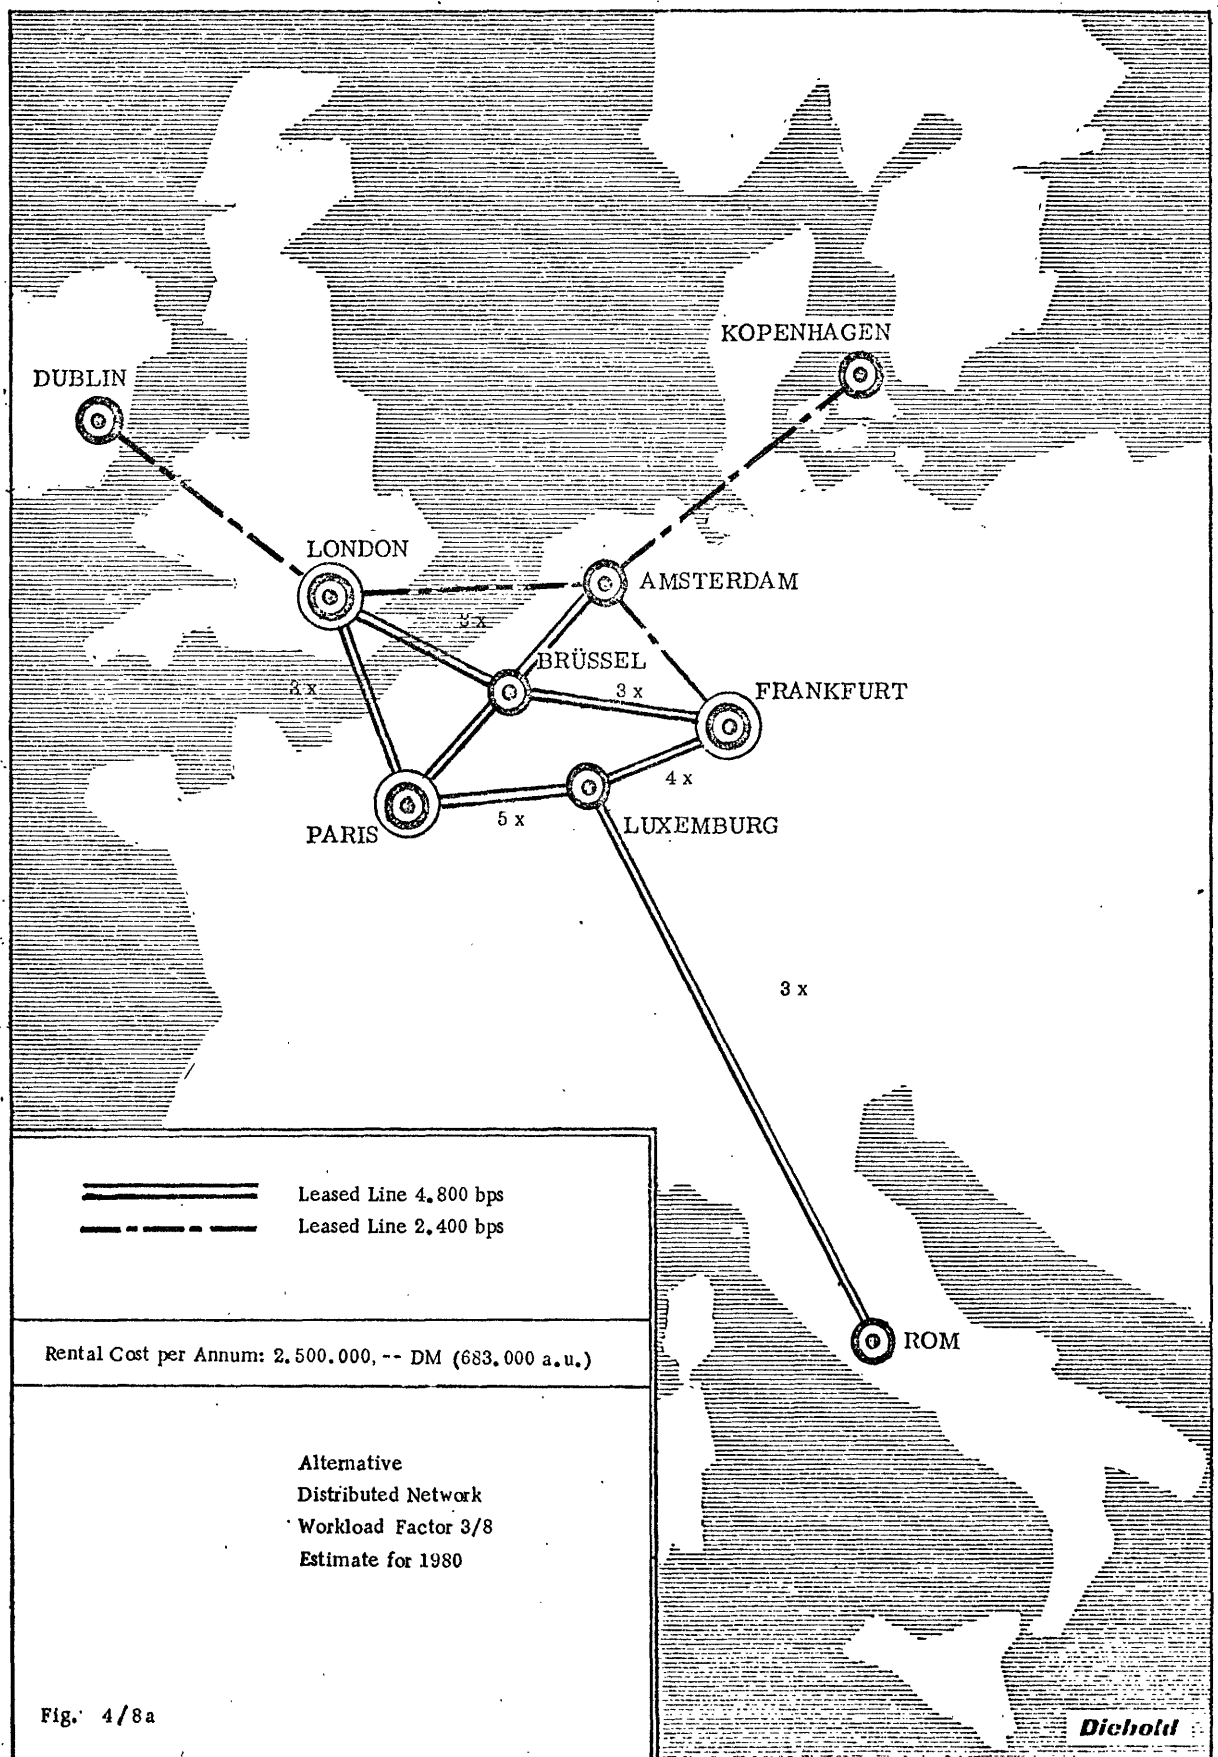 KOPENHAGEN
DUBLIN
LONDON
AMSTERDAM
3 x
BRÜSSEL
3 x
3 x
FRANKFURT
4 x
5 x
PARIS
LUXEMBURG
3 x
Leased Line 4.800 bps
Leased Line 2.400 bps
ROM
Rental Cost per Annum: 2.500.000, -- DM (683.000 a.u.)
Alternative
Distributed Network
Workload Factor 3/8
Estimate for 1980
Fig. 4/8a
Diebold